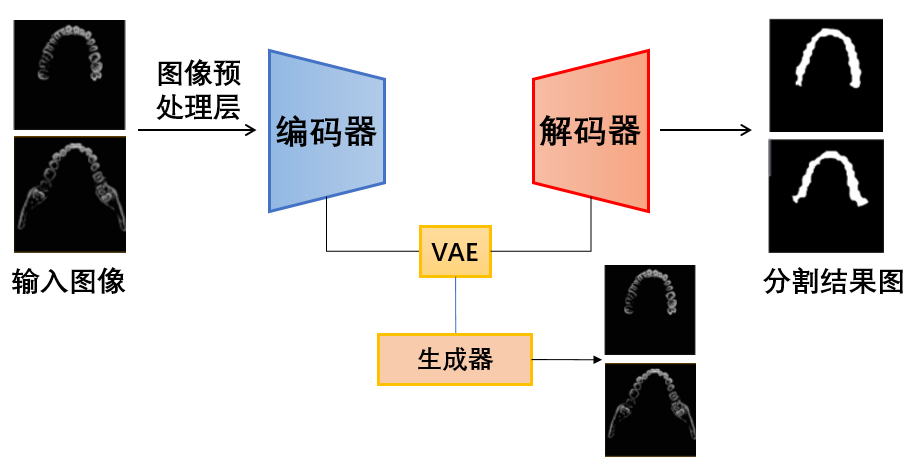 图像预
处理层
编码器
解码器
输入图像
VAE
分割结果图
生成器